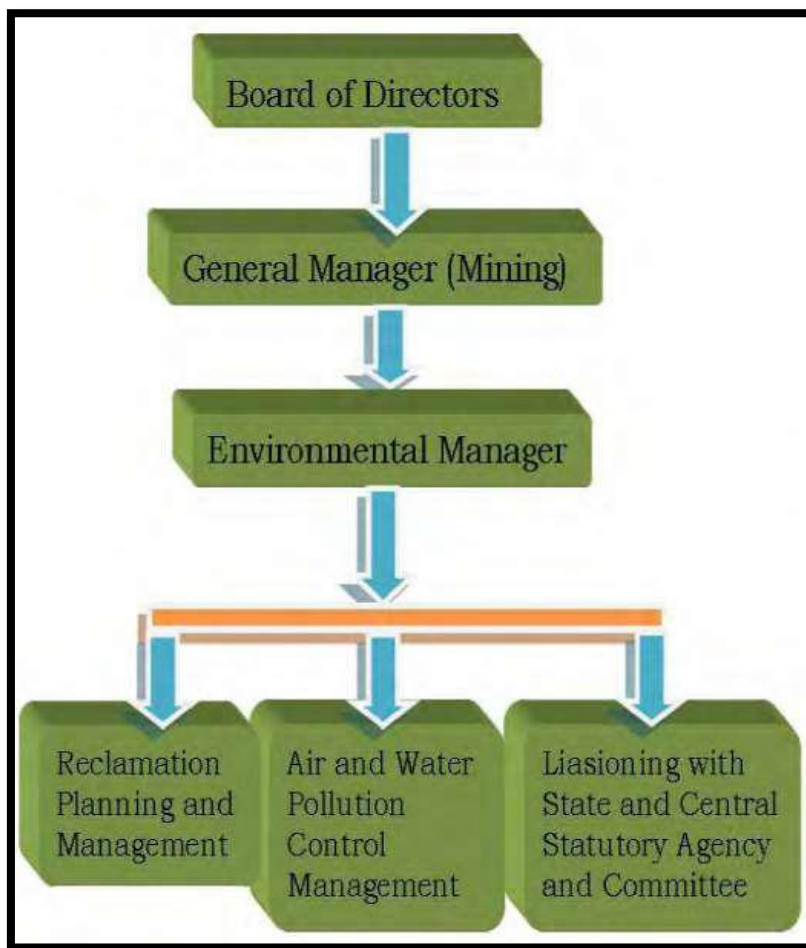 Board of Directors
General Manager (Mining)
Environmental Manager
Reclamation
Planning and
Management
Air and Water
Pollution
Control
Management
Liasioning with
State and Central
Statutory Agency
and Committee